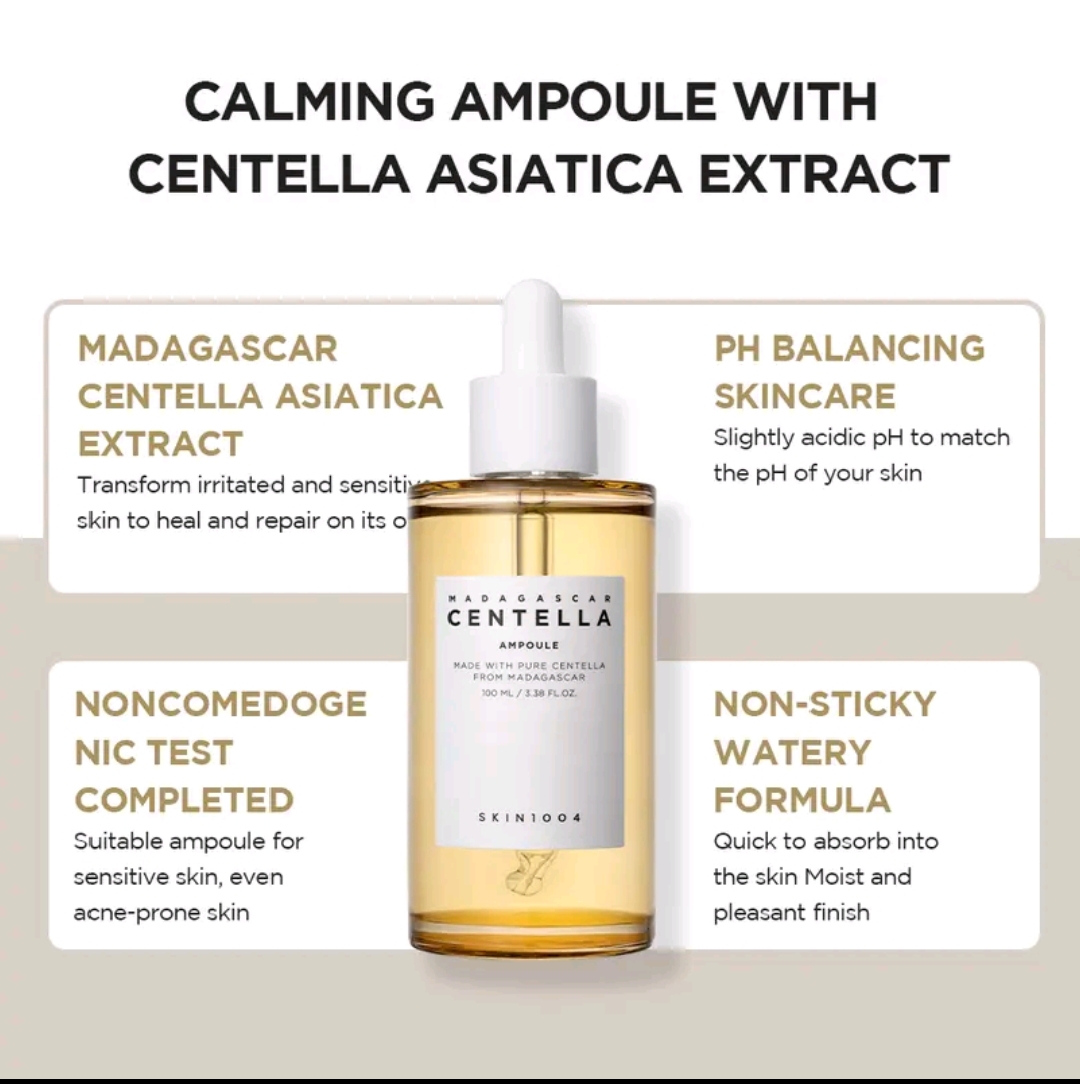 CALMING AMPOULE WITH
CENTELLA ASIATICA EXTRACT
MADAGASCAR
CENTELLA ASIATICA
EXTRACT
Transform irritated and
skin to heal and repair on its
PH BALANCING
SKINCARE
Slightly acidic pH to match
the pH of your skin
MADAGASCAR
CENTELLA
AMPOULE
MADE WITH PURE CENTELLA
FROM MADAGASCAR
100 ML / 3.38 FL.OZ.
SKIN1004
NONCOMEDOGE
NIC TEST
COMPLETED
Suitable ampoule for
sensitive skin, even
acne-prone skin
NON-STICKY
WATERY
FORMULA
Quick to absorb into
the skin Moist and
pleasant finish